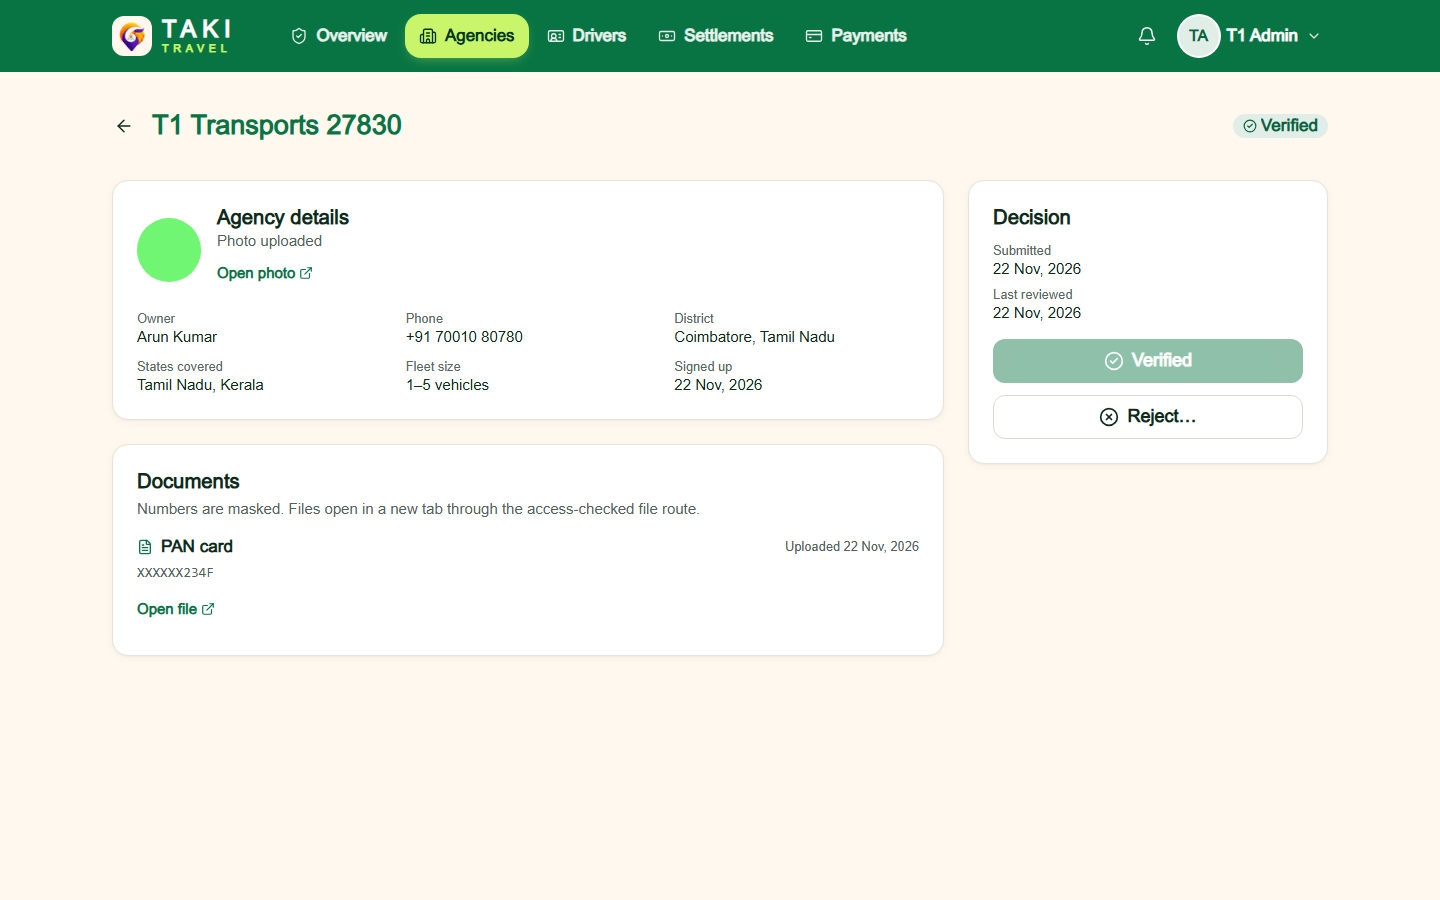 TAKI
TRAVEL
Overview
Agencies
Drivers
Settlements
Payments
TA
T1 Admin
T1 Transports 27830
Verified
Agency details
Photo uploaded
Open photo
Owner
Arun Kumar
Phone
+91 70010 80780
District
Coimbatore, Tamil Nadu
States covered
Tamil Nadu, Kerala
Fleet size
1–5 vehicles
Signed up
22 Nov, 2026
Decision
Submitted
22 Nov, 2026
Last reviewed
22 Nov, 2026
Verified
Reject…
Documents
Numbers are masked. Files open in a new tab through the access-checked file route.
PAN card
Uploaded 22 Nov, 2026
XXXXXX234F
Open file